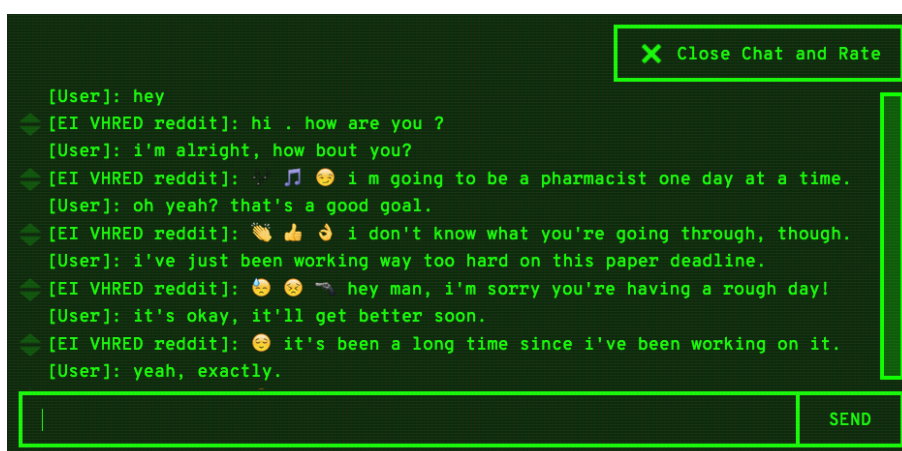 ✕ Close Chat and Rate
[User]: hey
[EI VHRED reddit]: hi . how are you ?
[User]: i'm alright, how bout you?
[EI VHRED reddit]: 🎵 😏 i m going to be a pharmacist one day at a time.
[User]: oh yeah? that's a good goal.
[EI VHRED reddit]: 👏 👍 👌 i don't know what you're going through, though.
[User]: i've just been working way too hard on this paper deadline.
[EI VHRED reddit]: 😓 😣 🔫 hey man, i'm sorry you're having a rough day!
[User]: it's okay, it'll get better soon.
[EI VHRED reddit]: 😌 it's been a long time since i've been working on it.
[User]: yeah, exactly.
SEND